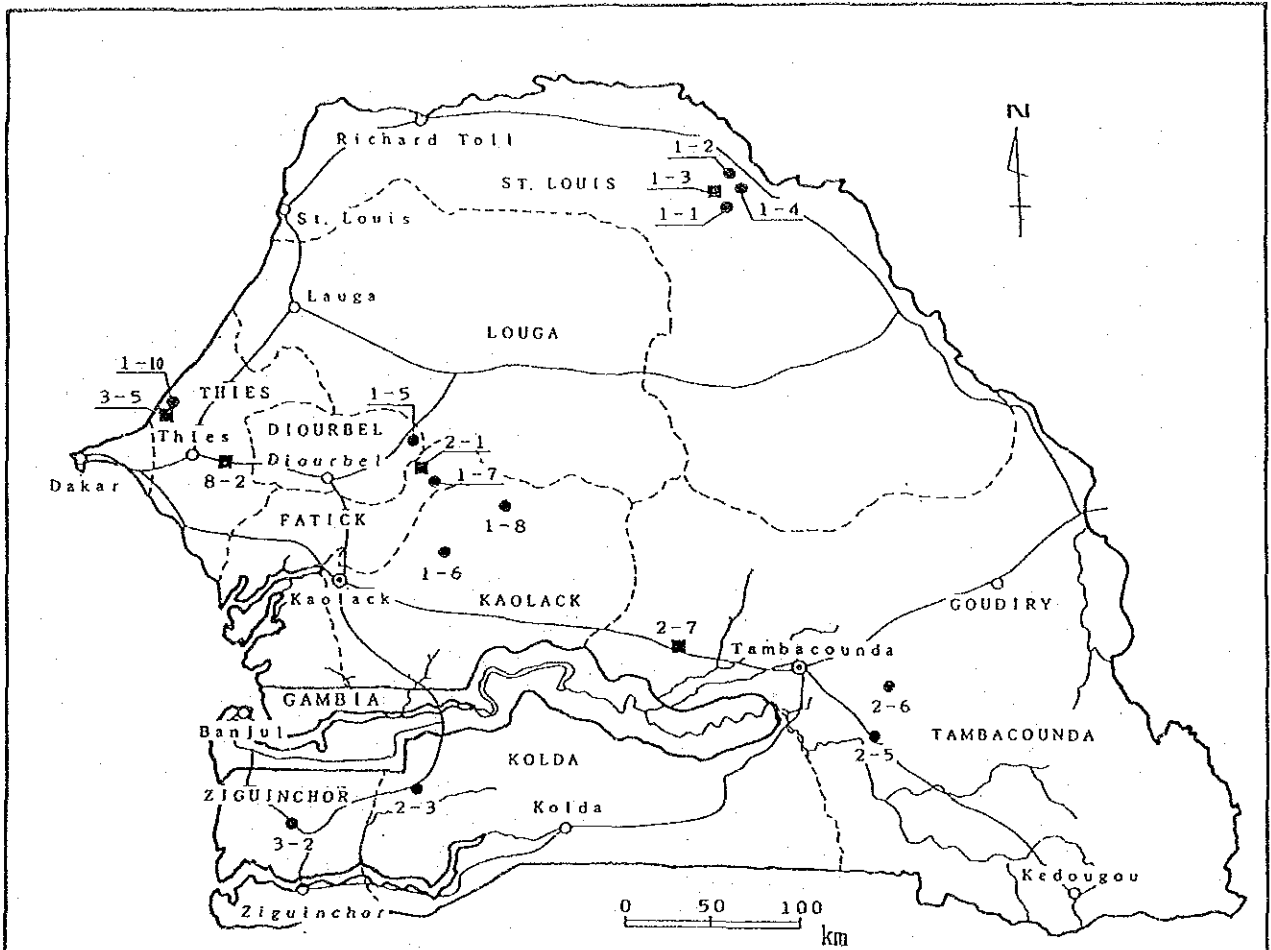 N
Richard Toll
1-2
ST. LOUIS
1-3
1-4
1-1
St. Louis
Lauga
LOUGA
1-10
THIES
3-5
1-5
DIOURBEL
Thies
2-1
Diourbel
1-7
Dakar
8-2
FATICK
1-8
1-6
Kaolack
KAOLACK
GOUDIRY
2-7
Tambacounda
GAMBIA
2-6
Banjul
TAMBACOUNDA
2-5
KOLDA
ZIGUINCHOR
2-3
Kolda
3-2
Kedougou
Ziguinchor
0 50 100
km